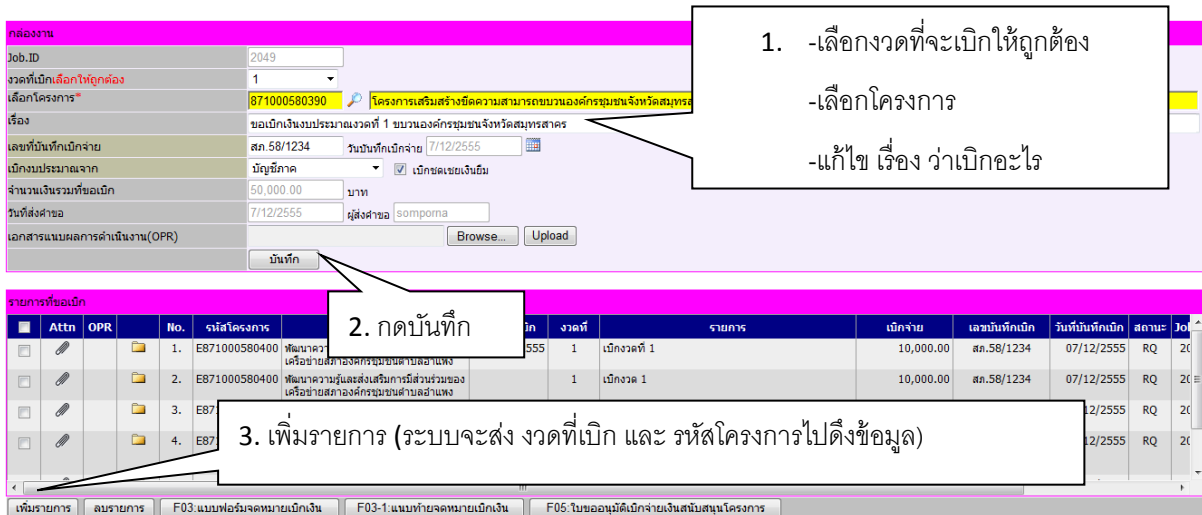 กล่องงาน
1. -เลือกงวดที่จะเบิกให้ถูกต้อง
-เลือกโครงการ
-แก้ไข เรื่อง ว่าเบิกอะไร
Job.ID 2049
งวดที่เบิกเลือกให้ถูกต้อง 1
เลือกโครงการ* 871000580390 โครงการเสริมสร้างขีดความสามารถขบวนองค์กรชุมชนจังหวัดสมุทรส
เรื่อง ขอเบิกเงินงบประมาณงวดที่ 1 ขบวนองค์กรชุมชนจังหวัดสมุทรสาคร
เลขที่บันทึกเบิกจ่าย สภ.58/1234 วันบันทึกเบิกจ่าย 7/12/2555
เบิกงบประมาณจาก บัญชีภาค เบิกชดเชยเงินยืม
จำนวนเงินรวมที่ขอเบิก 50,000.00 บาท
วันที่ส่งคำขอ 7/12/2555 ผู้ส่งคำขอ somporna
เอกสารแนบผลการดำเนินงาน(OPR) Browse... Upload
บันทึก
2. กดบันทึก
รายการที่ขอเบิก
Attn OPR No. รหัสโครงการ งวดที่ รายการ เบิกจ่าย เลขบันทึกเบิก วันที่บันทึกเบิก สถานะ
1. E871000580400 555 1 เบิกงวดที่ 1 10,000.00 สภ.58/1234 07/12/2555 RQ
เครือข่ายสภาองค์กรชุมชนตำบลอำแพง
2. E871000580400 พัฒนาความรู้และส่งเสริมการมีส่วนร่วมของ 1 เบิกงวด 1 10,000.00 สภ.58/1234 07/12/2555 RQ
เครือข่ายสภาองค์กรชุมชนตำบลอำแพง
3. E87 12/2555 RQ
4. E87 12/2555 RQ
3. เพิ่มรายการ (ระบบจะส่ง งวดที่เบิก และ รหัสโครงการไปดึงข้อมูล)
เพิ่มรายการ ลบรายการ F03:แบบฟอร์มจดหมายเบิกเงิน F03-1:แนบท้ายจดหมายเบิกเงิน F05:ใบขออนุมัติเบิกจ่ายเงินสนับสนุนโครงการ